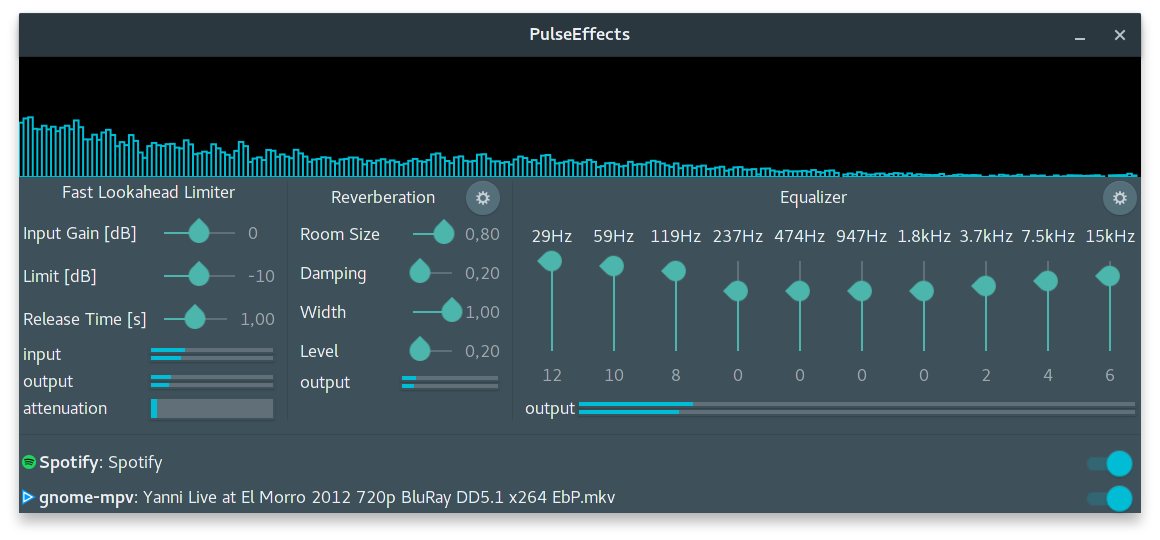 PulseEffects
Fast Lookahead Limiter
Input Gain [dB] 0
Limit [dB] -10
Release Time [s] 1,00
input
output
attenuation
Reverberation
Room Size 0,80
Damping 0,20
Width 1,00
Level 0,20
output
Equalizer
29Hz 59Hz 119Hz 237Hz 474Hz 947Hz 1.8kHz 3.7kHz 7.5kHz 15kHz
12 10 8 0 0 0 0 2 4 6
output
Spotify: Spotify
gnome-mpv: Yanni Live at El Morro 2012 720p BluRay DD5.1 x264 EbP.mkv